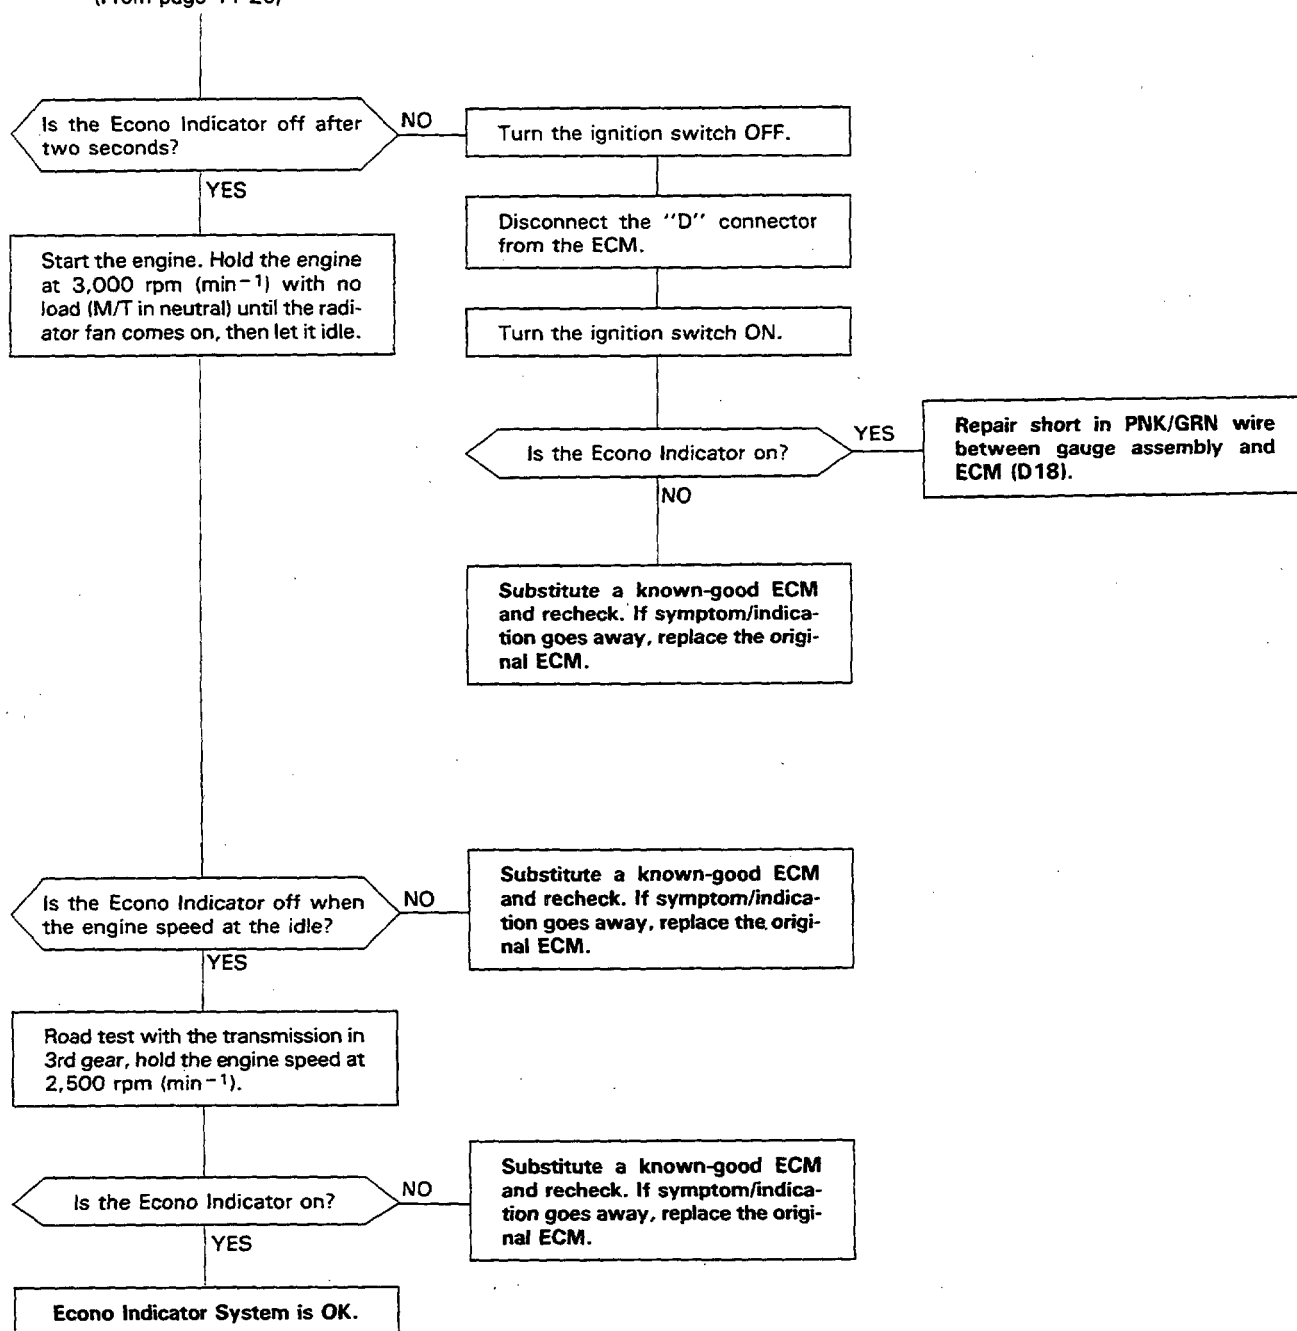 Is the Econo Indicator off after
two seconds?
NO
Turn the ignition switch OFF.
YES
Disconnect the "D" connector
from the ECM.
Start the engine. Hold the engine
at 3,000 rpm (min−1) with no
load (M/T in neutral) until the radi-
ator fan comes on, then let it idle.
Turn the ignition switch ON.
Is the Econo Indicator on?
YES
Repair short in PNK/GRN wire
between gauge assembly and
ECM (D18).
NO
Substitute a known-good ECM
and recheck. If symptom/indica-
tion goes away, replace the origi-
nal ECM.
Is the Econo Indicator off when
the engine speed at the idle?
NO
Substitute a known-good ECM
and recheck. If symptom/indica-
tion goes away, replace the origi-
nal ECM.
YES
Road test with the transmission in
3rd gear, hold the engine speed at
2,500 rpm (min−1).
Is the Econo Indicator on?
NO
Substitute a known-good ECM
and recheck. If symptom/indica-
tion goes away, replace the origi-
nal ECM.
YES
Econo Indicator System is OK.